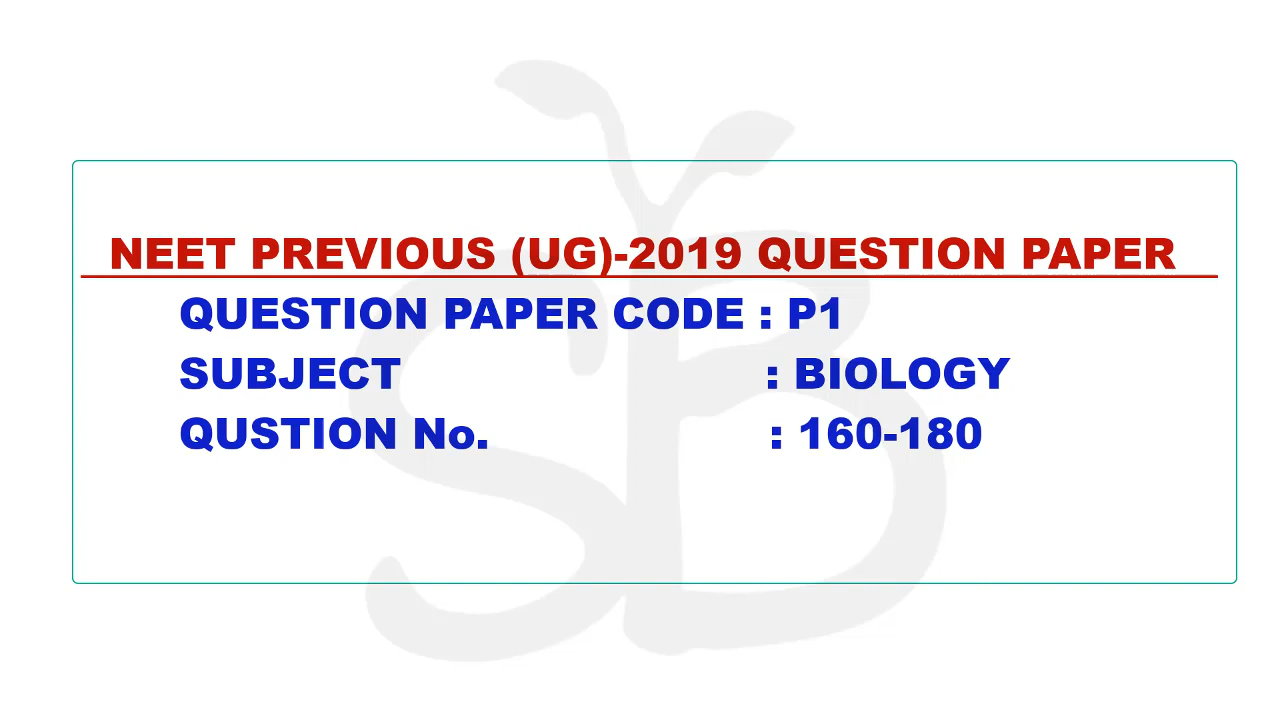 NEET PREVIOUS (UG)-2019 QUESTION PAPER
QUESTION PAPER CODE : P1
SUBJECT : BIOLOGY
QUSTION No. : 160-180